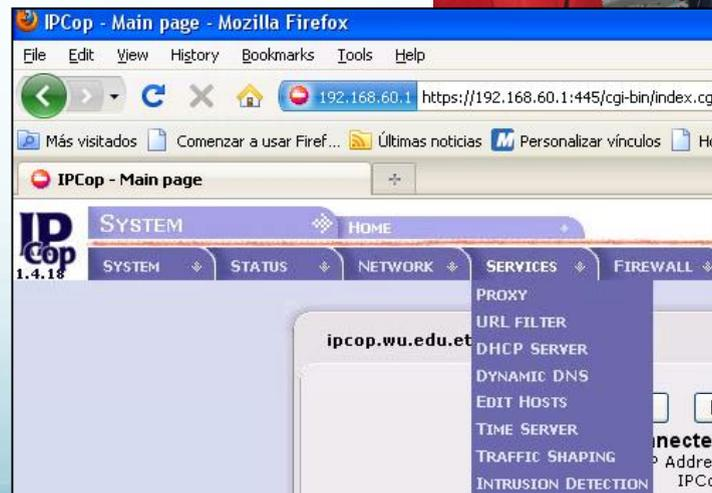 IPCop - Main page - Mozilla Firefox
File Edit View History Bookmarks Tools Help
192.168.60.1 https://192.168.60.1:445/cgi-bin/index.cg
Más visitados Comenzar a usar Firef... Últimas noticias Personalizar vínculos
IPCop - Main page
IPCop 1.4.18
SYSTEM HOME
SYSTEM STATUS NETWORK SERVICES FIREWALL
PROXY
URL FILTER
ipcop.wu.edu.et
DHCP SERVER
DYNAMIC DNS
EDIT HOSTS
TIME SERVER
TRAFFIC SHAPING
INTRUSION DETECTION